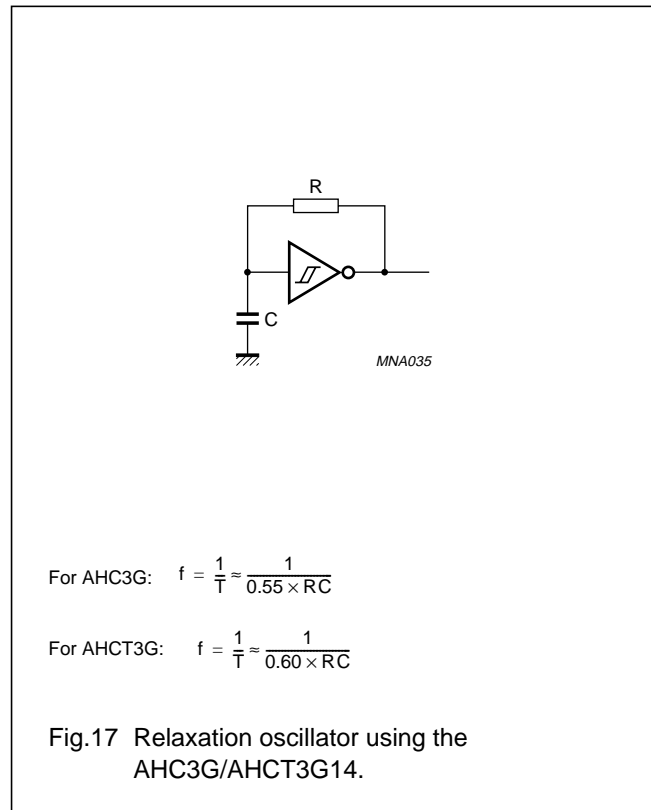 R
C
MNA035
For AHC3G: f = 1/T ≈ 1/(0.55 × RC)
For AHCT3G: f = 1/T ≈ 1/(0.60 × RC)
Fig.17 Relaxation oscillator using the
AHC3G/AHCT3G14.